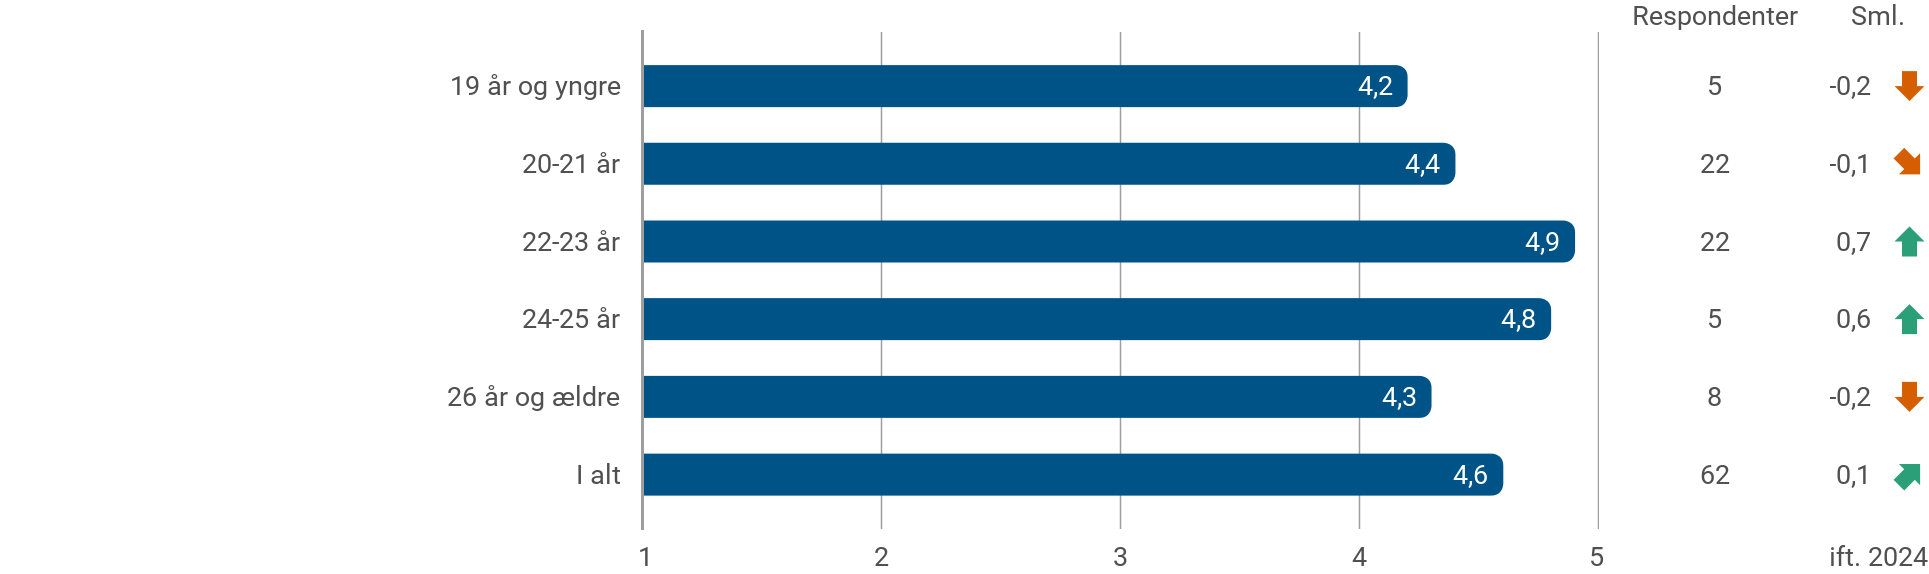 Respondenter Sml.
19 år og yngre 4,2 5 -0,2
20-21 år 4,4 22 -0,1
22-23 år 4,9 22 0,7
24-25 år 4,8 5 0,6
26 år og ældre 4,3 8 -0,2
I alt 4,6 62 0,1
1 2 3 4 5 ift. 2024